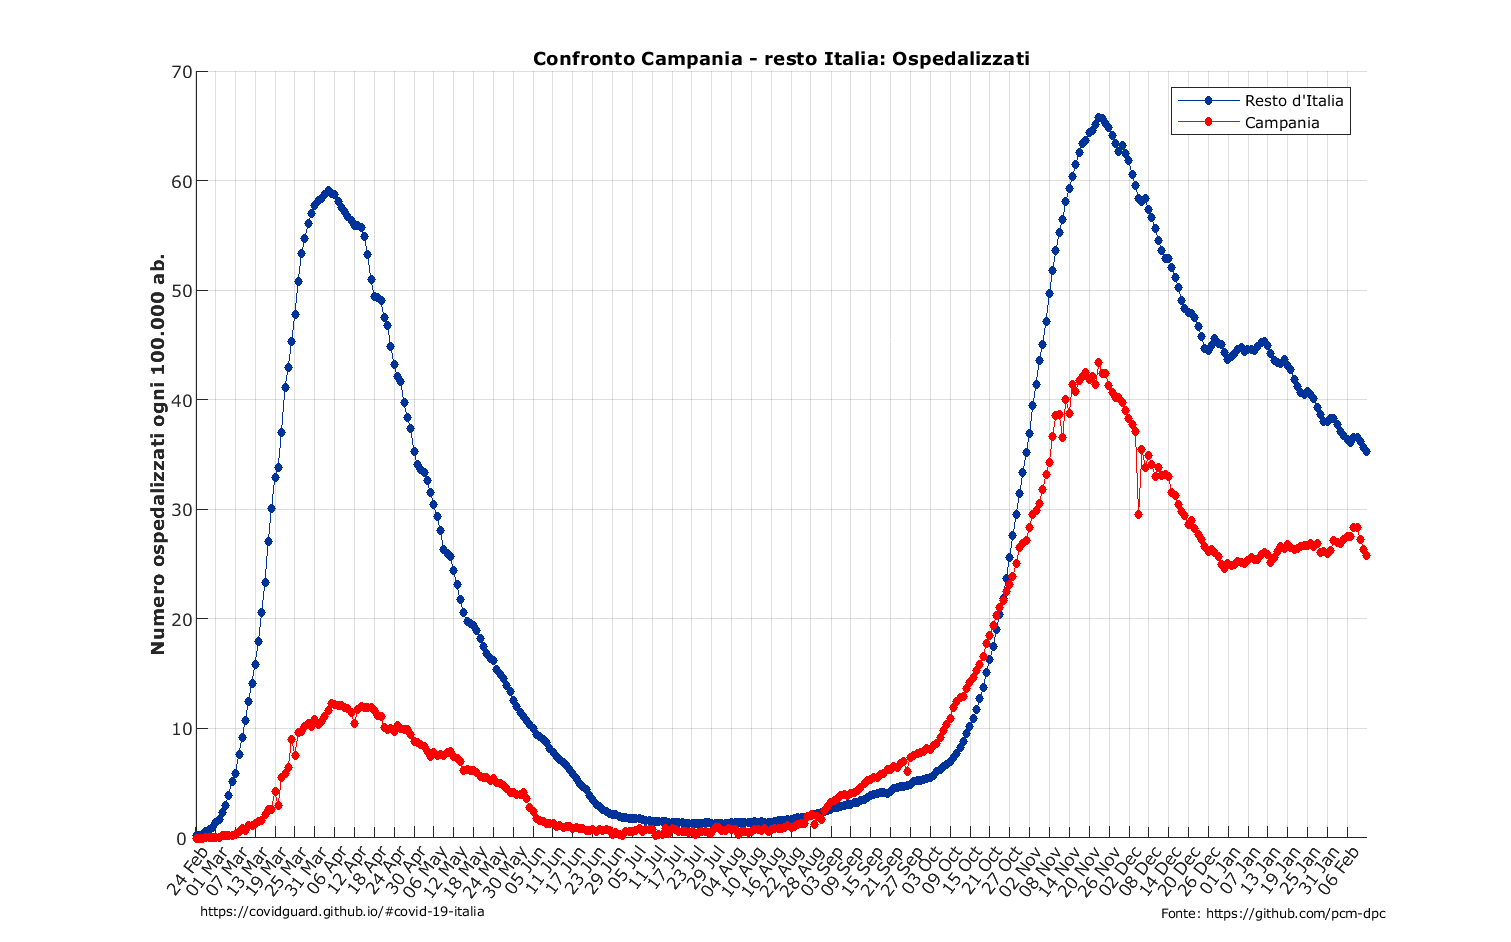 Confronto Campania - resto Italia: Ospedalizzati
Resto d'Italia
Campania
Numero ospedalizzati ogni 100.000 ab.
70
60
50
40
30
20
10
0
24 Feb
01 Mar
07 Mar
13 Mar
19 Mar
25 Mar
31 Mar
06 Apr
12 Apr
18 Apr
24 Apr
30 Apr
06 May
12 May
18 May
24 May
30 May
05 Jun
11 Jun
17 Jun
23 Jun
29 Jun
05 Jul
11 Jul
17 Jul
23 Jul
29 Jul
04 Aug
10 Aug
16 Aug
22 Aug
28 Aug
03 Sep
09 Sep
15 Sep
21 Sep
27 Sep
03 Oct
09 Oct
15 Oct
21 Oct
27 Oct
02 Nov
08 Nov
14 Nov
20 Nov
26 Nov
02 Dec
08 Dec
14 Dec
20 Dec
26 Dec
01 Jan
07 Jan
13 Jan
19 Jan
25 Jan
31 Jan
06 Feb
https://covidguard.github.io/#covid-19-italia
Fonte: https://github.com/pcm-dpc